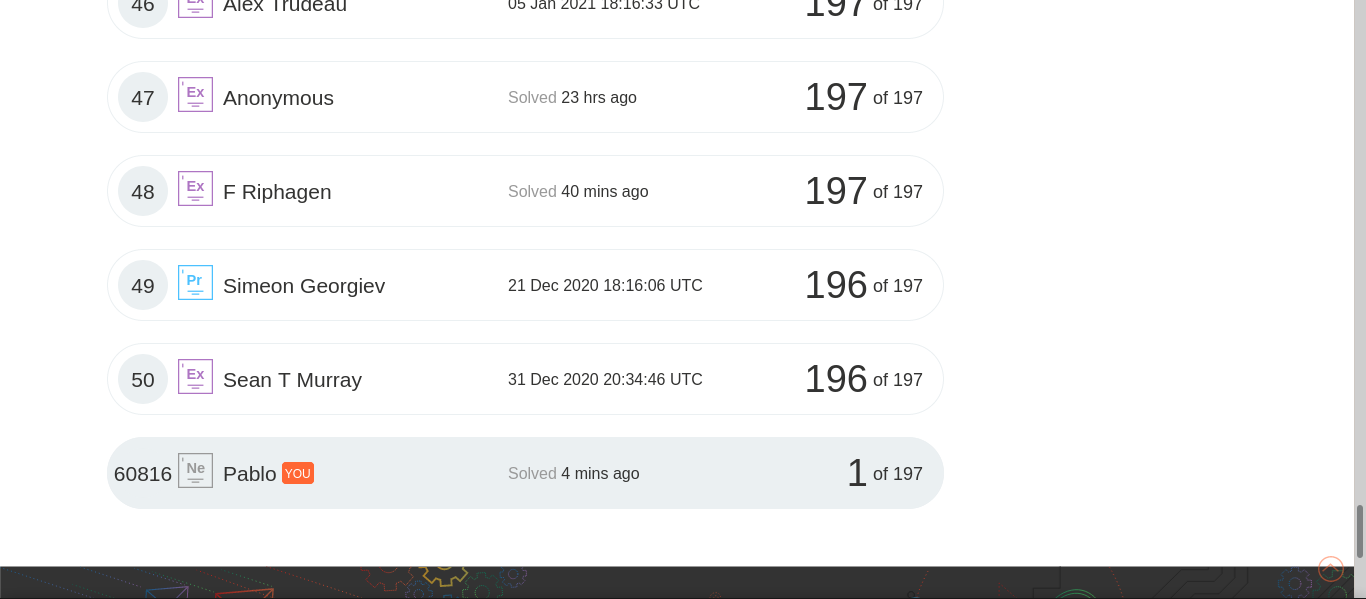 46 Ex Alex Trudeau 05 Jan 2021 18:16:33 UTC 197 of 197
47 Ex Anonymous Solved 23 hrs ago 197 of 197
48 Ex F Riphagen Solved 40 mins ago 197 of 197
49 Pr Simeon Georgiev 21 Dec 2020 18:16:06 UTC 196 of 197
50 Ex Sean T Murray 31 Dec 2020 20:34:46 UTC 196 of 197
60816 Ne Pablo YOU Solved 4 mins ago 1 of 197